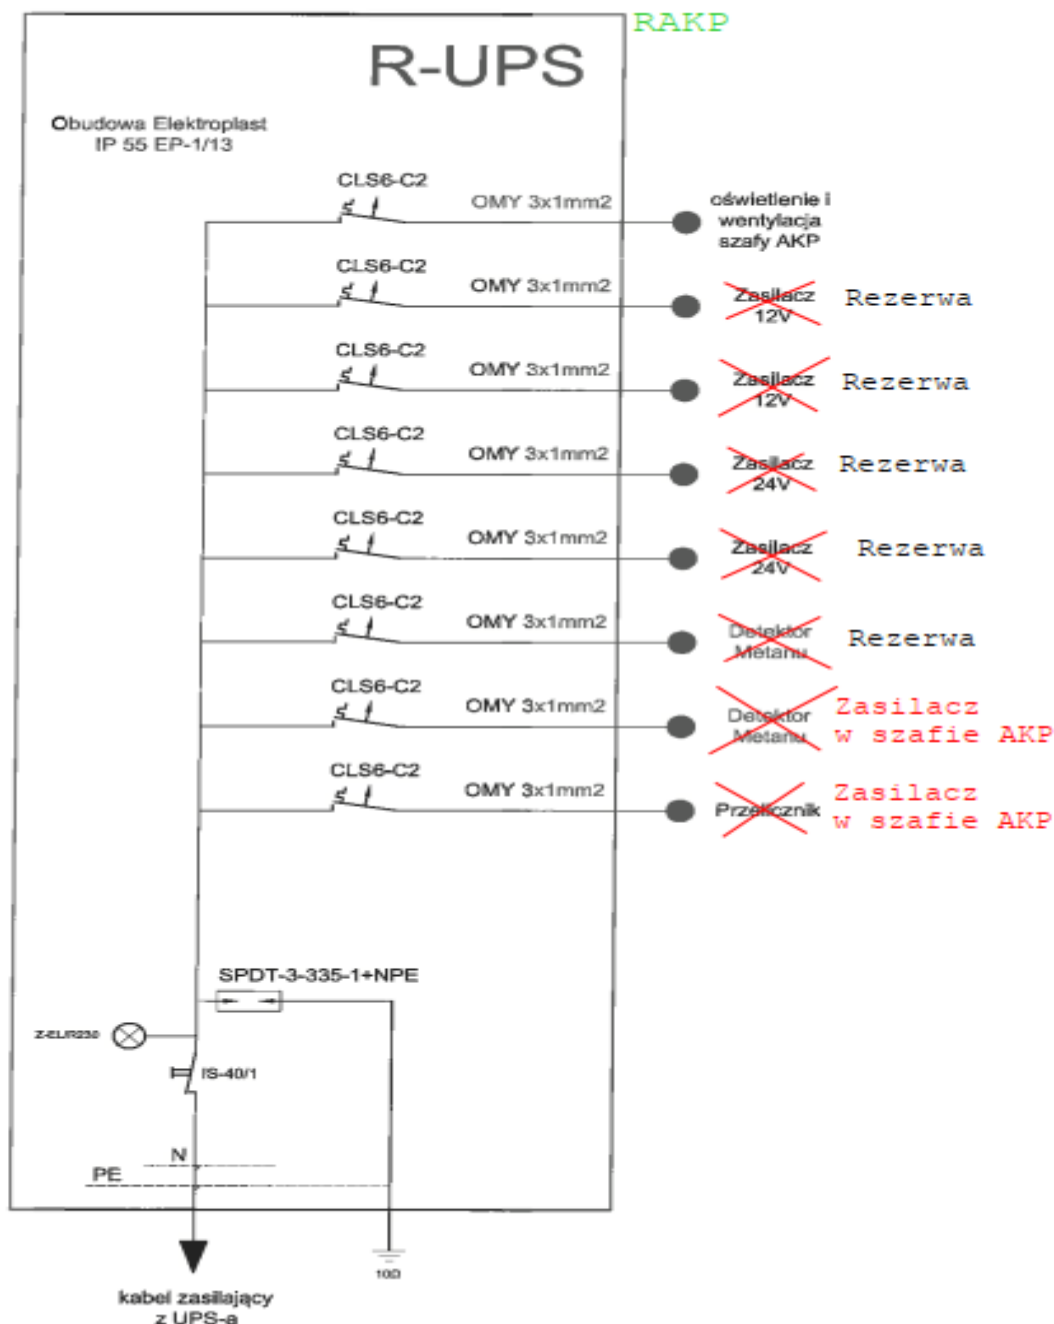 RAKP
R-UPS
Obudowa Elektroplast
IP 55 EP-1/13
CLS6-C2
OMY 3x1mm2
oświetlenie i
wentylacja
szafy AKP
CLS6-C2
OMY 3x1mm2
Zasilacz
12V
Rezerwa
CLS6-C2
OMY 3x1mm2
Zasilacz
12V
Rezerwa
CLS6-C2
OMY 3x1mm2
Zasilacz
24V
Rezerwa
CLS6-C2
OMY 3x1mm2
Zasilacz
24V
Rezerwa
CLS6-C2
OMY 3x1mm2
Detektor
Metanu
Rezerwa
CLS6-C2
OMY 3x1mm2
Detektor
Metanu
Zasilacz
w szafie AKP
CLS6-C2
OMY 3x1mm2
Przelicznik
Zasilacz
w szafie AKP
SPDT-3-335-1+NPE
Z-EL/R230
IS-40/1
N
PE
10Ω
kabel zasilający
z UPS-a